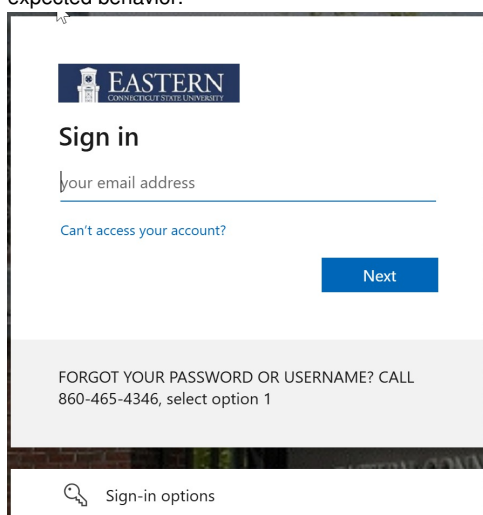 expected behavior.
EASTERN
CONNECTICUT STATE UNIVERSITY
Sign in
your email address
Can't access your account?
Next
FORGOT YOUR PASSWORD OR USERNAME? CALL
860-465-4346, select option 1
Sign-in options